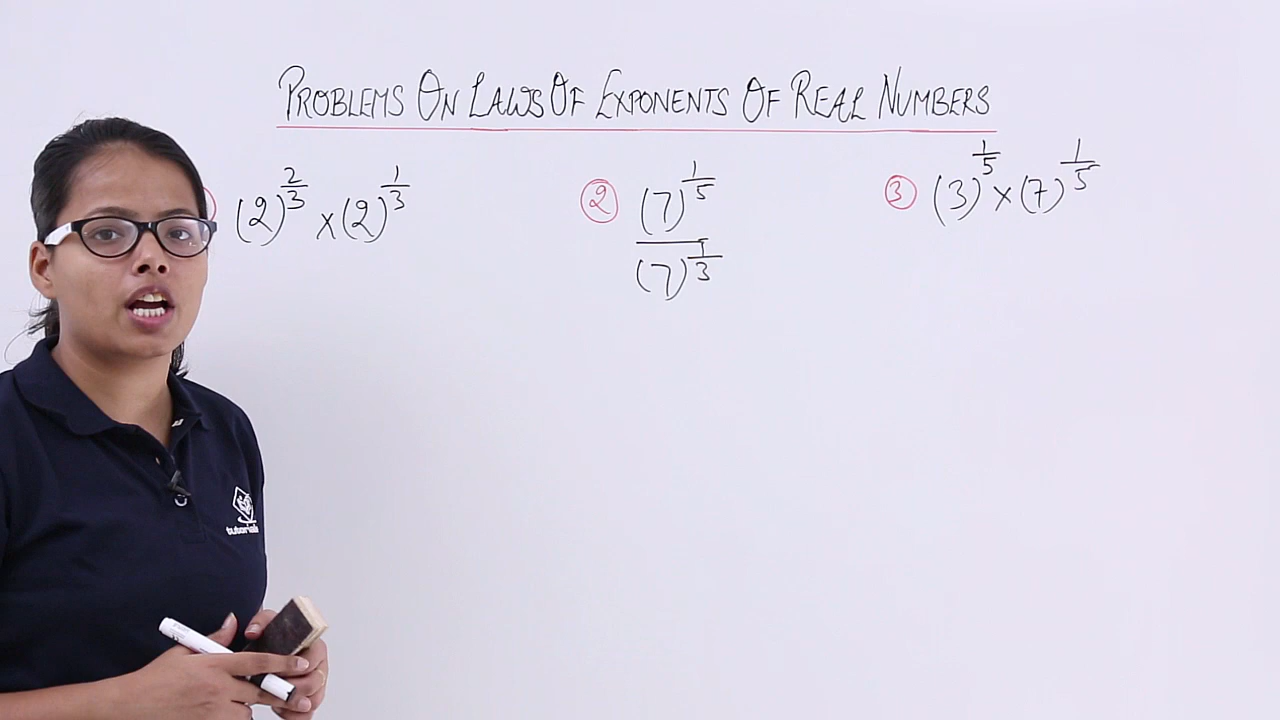 PROBLEMS ON LAWS OF EXPONENTS OF REAL NUMBERS
(2)^{2/3} × (2)^{1/3}
② (7)^{1/5} / (7)^{1/3}
③ (3)^{1/5} × (7)^{1/5}